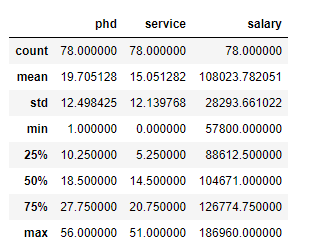 phd service salary
count 78.000000 78.000000 78.000000
mean 19.705128 15.051282 108023.782051
std 12.498425 12.139768 28293.661022
min 1.000000 0.000000 57800.000000
25% 10.250000 5.250000 88612.500000
50% 18.500000 14.500000 104671.000000
75% 27.750000 20.750000 126774.750000
max 56.000000 51.000000 186960.000000